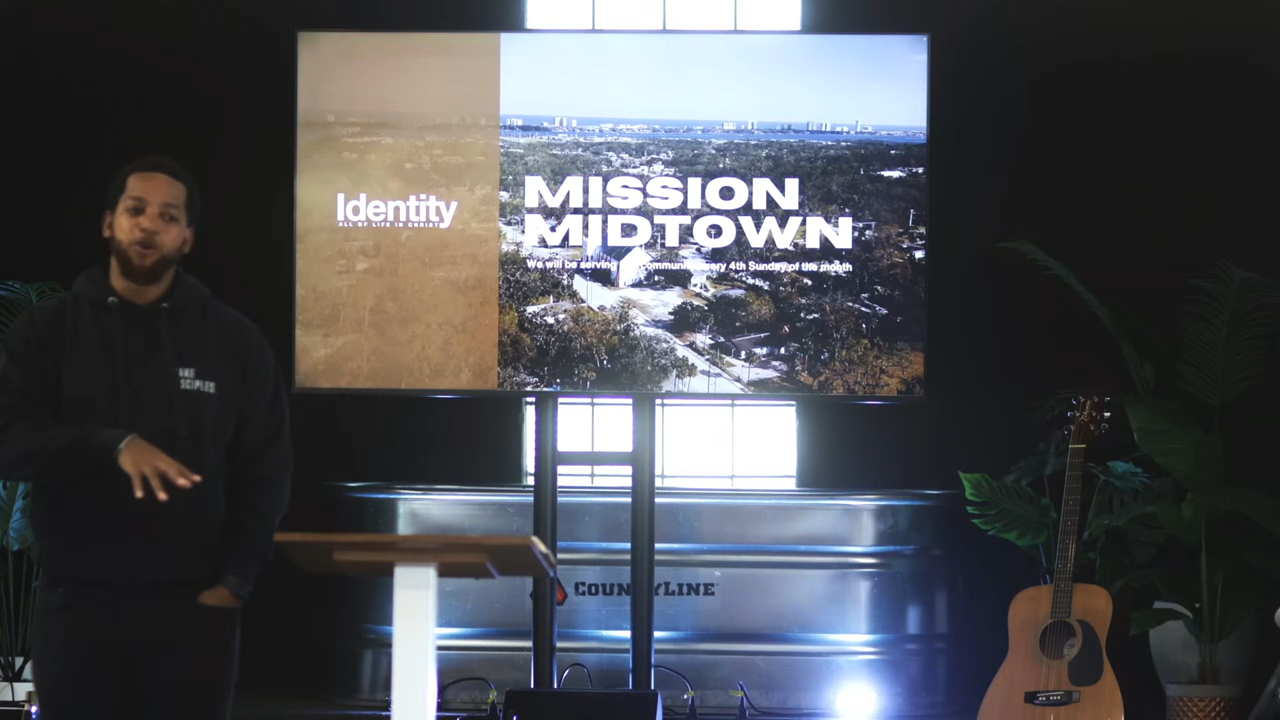 Identity
ALL OF LIFE IN CHRIST
MISSION
MIDTOWN
We will be serving every 4th Sunday of the month
COUNTYLINE